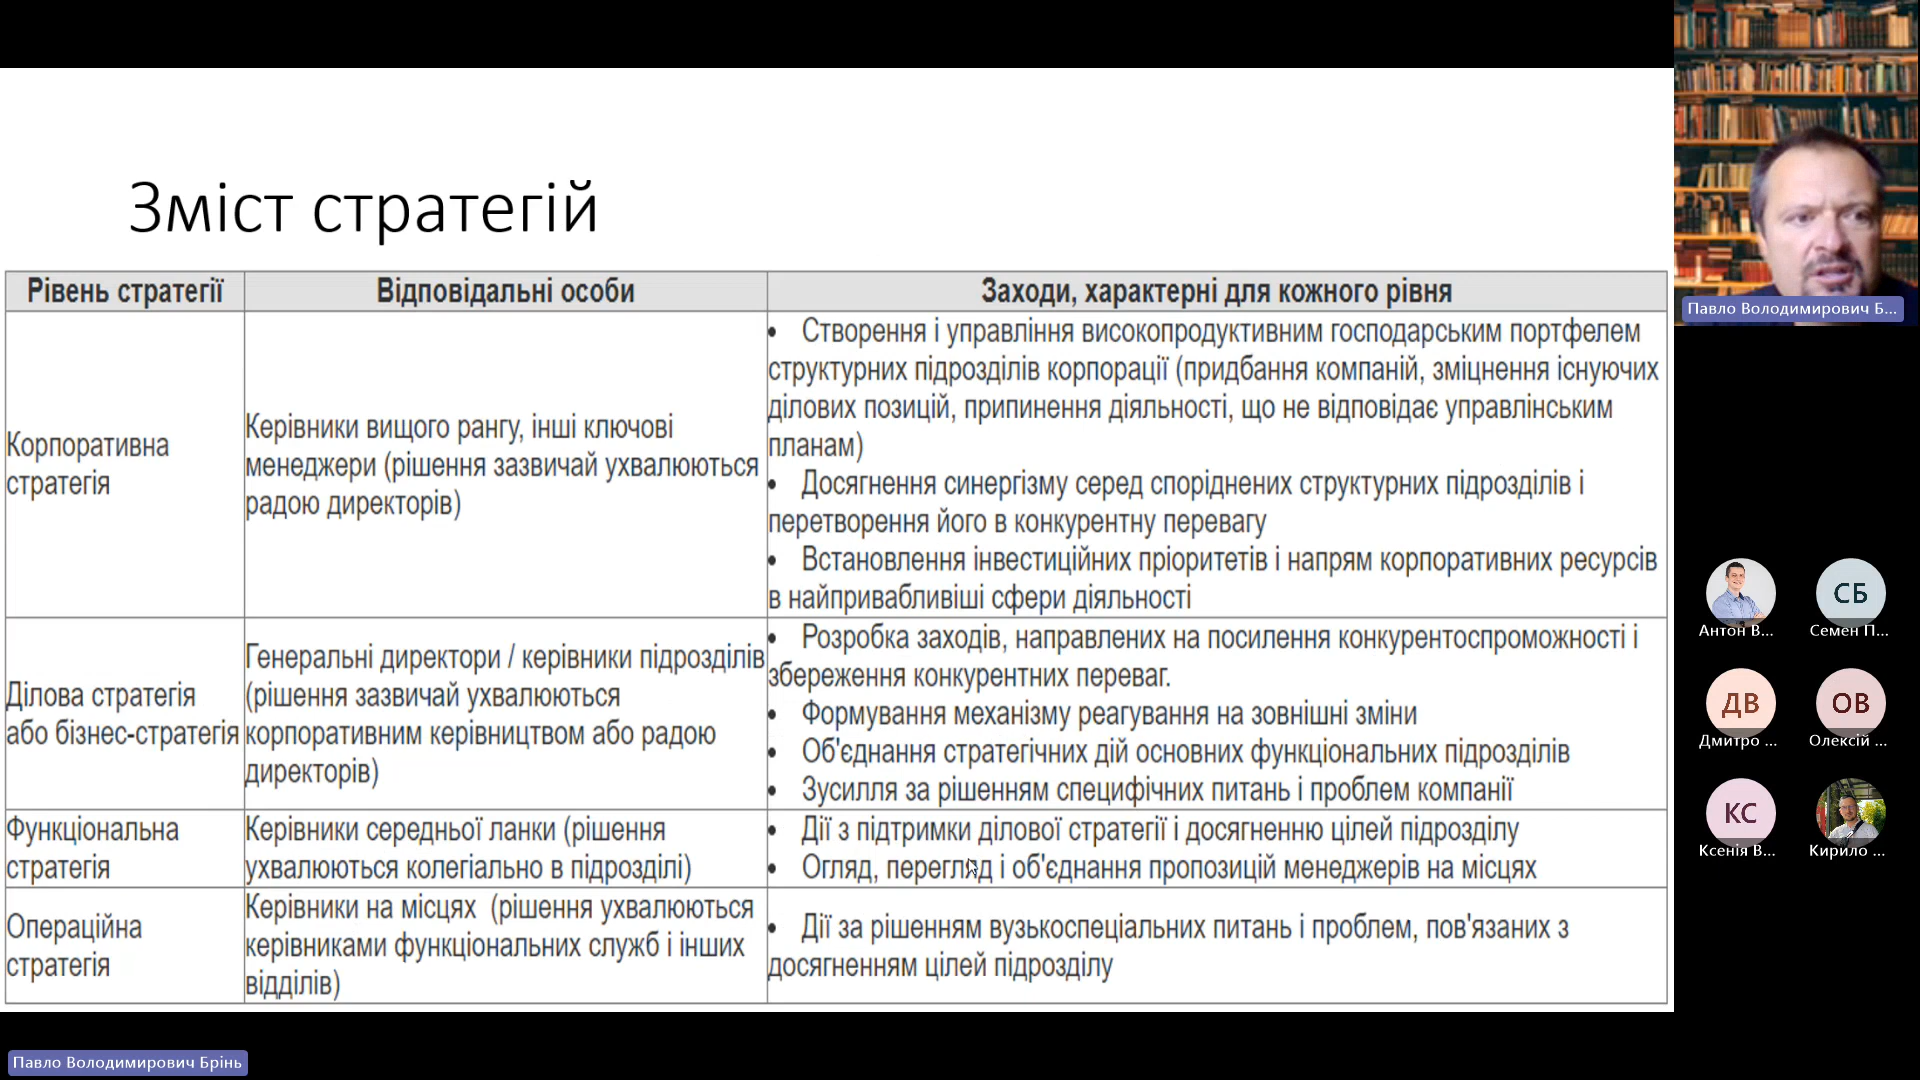 Зміст стратегій
Рівень стратегії
Відповідальні особи
Заходи, характерні для кожного рівня
Корпоративна
стратегія
Керівники вищого рангу, інші ключові
менеджери (рішення зазвичай ухвалюються
радою директорів)
• Створення і управління високопродуктивним господарським портфелем
структурних підрозділів корпорації (придбання компаній, зміцнення існуючих
ділових позицій, припинення діяльності, що не відповідає управлінським
планам)
• Досягнення синергізму серед споріднених структурних підрозділів і
перетворення його в конкурентну перевагу
• Встановлення інвестиційних пріоритетів і напрям корпоративних ресурсів
в найпривабливіші сфери діяльності
Ділова стратегія
або бізнес-стратегія
Генеральні директори / керівники підрозділів
(рішення зазвичай ухвалюються
корпоративним керівництвом або радою
директорів)
• Розробка заходів, направлених на посилення конкурентоспроможності і
збереження конкурентних переваг.
• Формування механізму реагування на зовнішні зміни
• Об'єднання стратегічних дій основних функціональних підрозділів
• Зусилля за рішенням специфічних питань і проблем компанії
Функціональна
стратегія
Керівники середньої ланки (рішення
ухвалюються колегіально в підрозділі)
• Дії з підтримки ділової стратегії і досягненню цілей підрозділу
• Огляд, перегляд і об'єднання пропозицій менеджерів на місцях
Операційна
стратегія
Керівники на місцях (рішення ухвалюються
керівниками функціональних служб і інших
відділів)
• Дії за рішенням вузькоспеціальних питань і проблем, пов'язаних з
досягненням цілей підрозділу
Павло Володимирович Б...
Антон В...
СБ
Семен П...
ДВ
Дмитро ...
ОВ
Олексій ...
КС
Ксенія В...
Кирило ...
Павло Володимирович Брінь